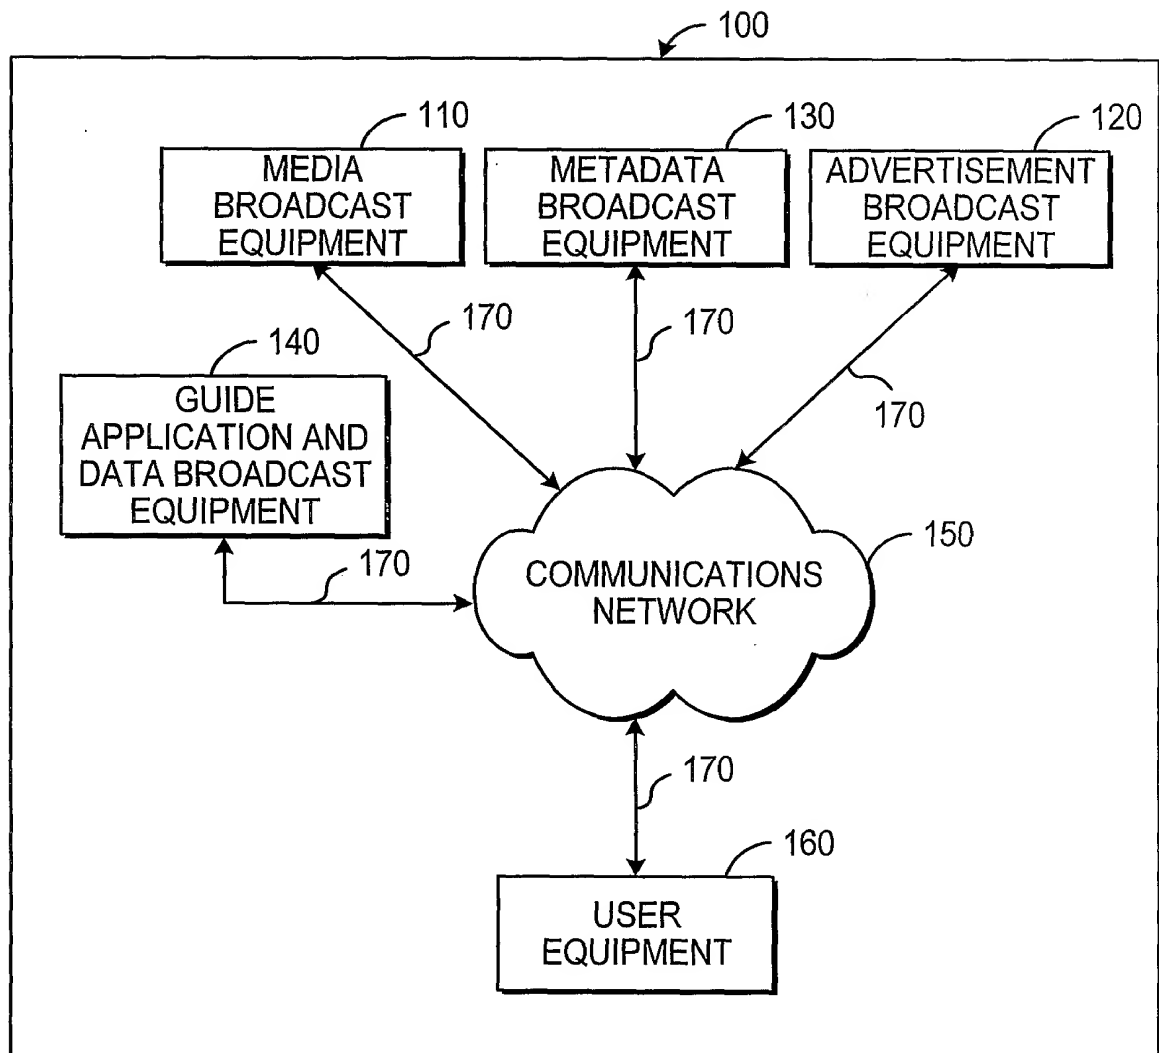 100
110
130
120
MEDIA
BROADCAST
EQUIPMENT
METADATA
BROADCAST
EQUIPMENT
ADVERTISEMENT
BROADCAST
EQUIPMENT
170
170
170
140
GUIDE
APPLICATION AND
DATA BROADCAST
EQUIPMENT
170
150
COMMUNICATIONS
NETWORK
170
160
USER
EQUIPMENT